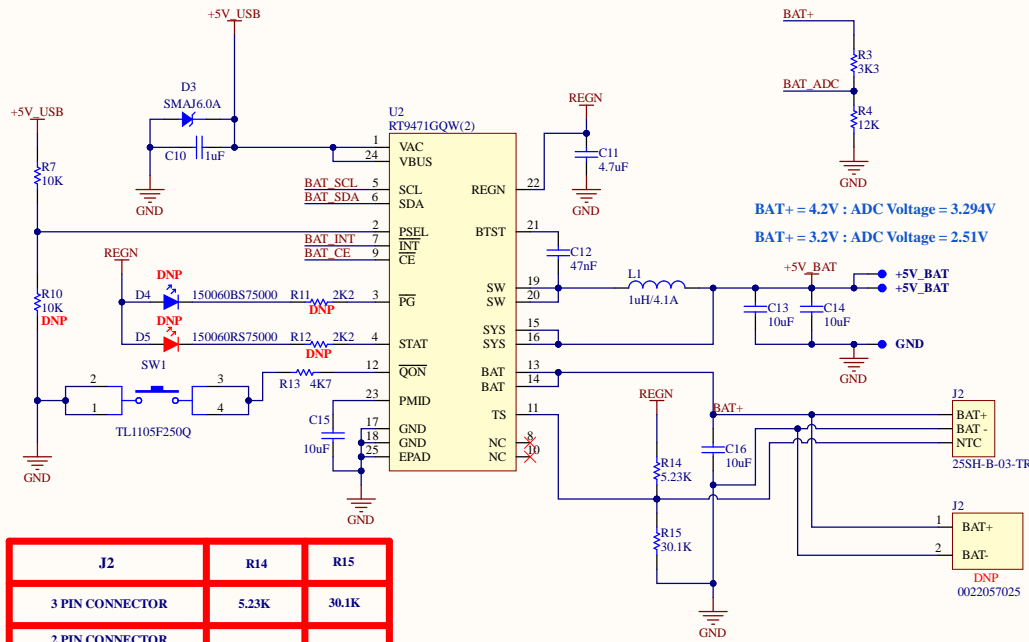 +5V_USB
BAT+
D3
SMAJ6.0A
R3
3K3
BAT_ADC
R4
12K
GND
+5V_USB
C10
1uF
GND
R7
10K
U2
RT9471GQW(2)
1 VAC
24 VBUS
BAT_SCL 5 SCL
BAT_SDA 6 SDA
2 PSEL
BAT_INT 7 INT
BAT_CE 9 CE
3 PG
4 STAT
12 QON
23 PMID
17 GND
18 GND
25 EPAD
REGN 22
BTST 21
SW 19
SW 20
SYS 15
SYS 16
BAT 13
BAT 14
TS 11
NC 8
NC 10
REGN
C11
4.7uF
GND
C12
47nF
L1
1uH/4.1A
BAT+ = 4.2V : ADC Voltage = 3.294V
BAT+ = 3.2V : ADC Voltage = 2.51V
+5V_BAT
+5V_BAT
+5V_BAT
C13
10uF
C14
10uF
GND
GND
REGN
R10
10K
DNP
DNP
D4 150060BS75000 R11 2K2
DNP
DNP
D5 150060RS75000 R12 2K2
DNP
SW1
2 3
1 4
TL1105F250Q
R13 4K7
GND
C15
10uF
GND
REGN
R14
5.23K
R15
30.1K
BAT+
C16
10uF
GND
J2
BAT+
BAT -
NTC
25SH-B-03-TR
J2
1 BAT+
2 BAT-
DNP
0022057025
J2 R14 R15
3 PIN CONNECTOR 5.23K 30.1K
2 PIN CONNECTOR